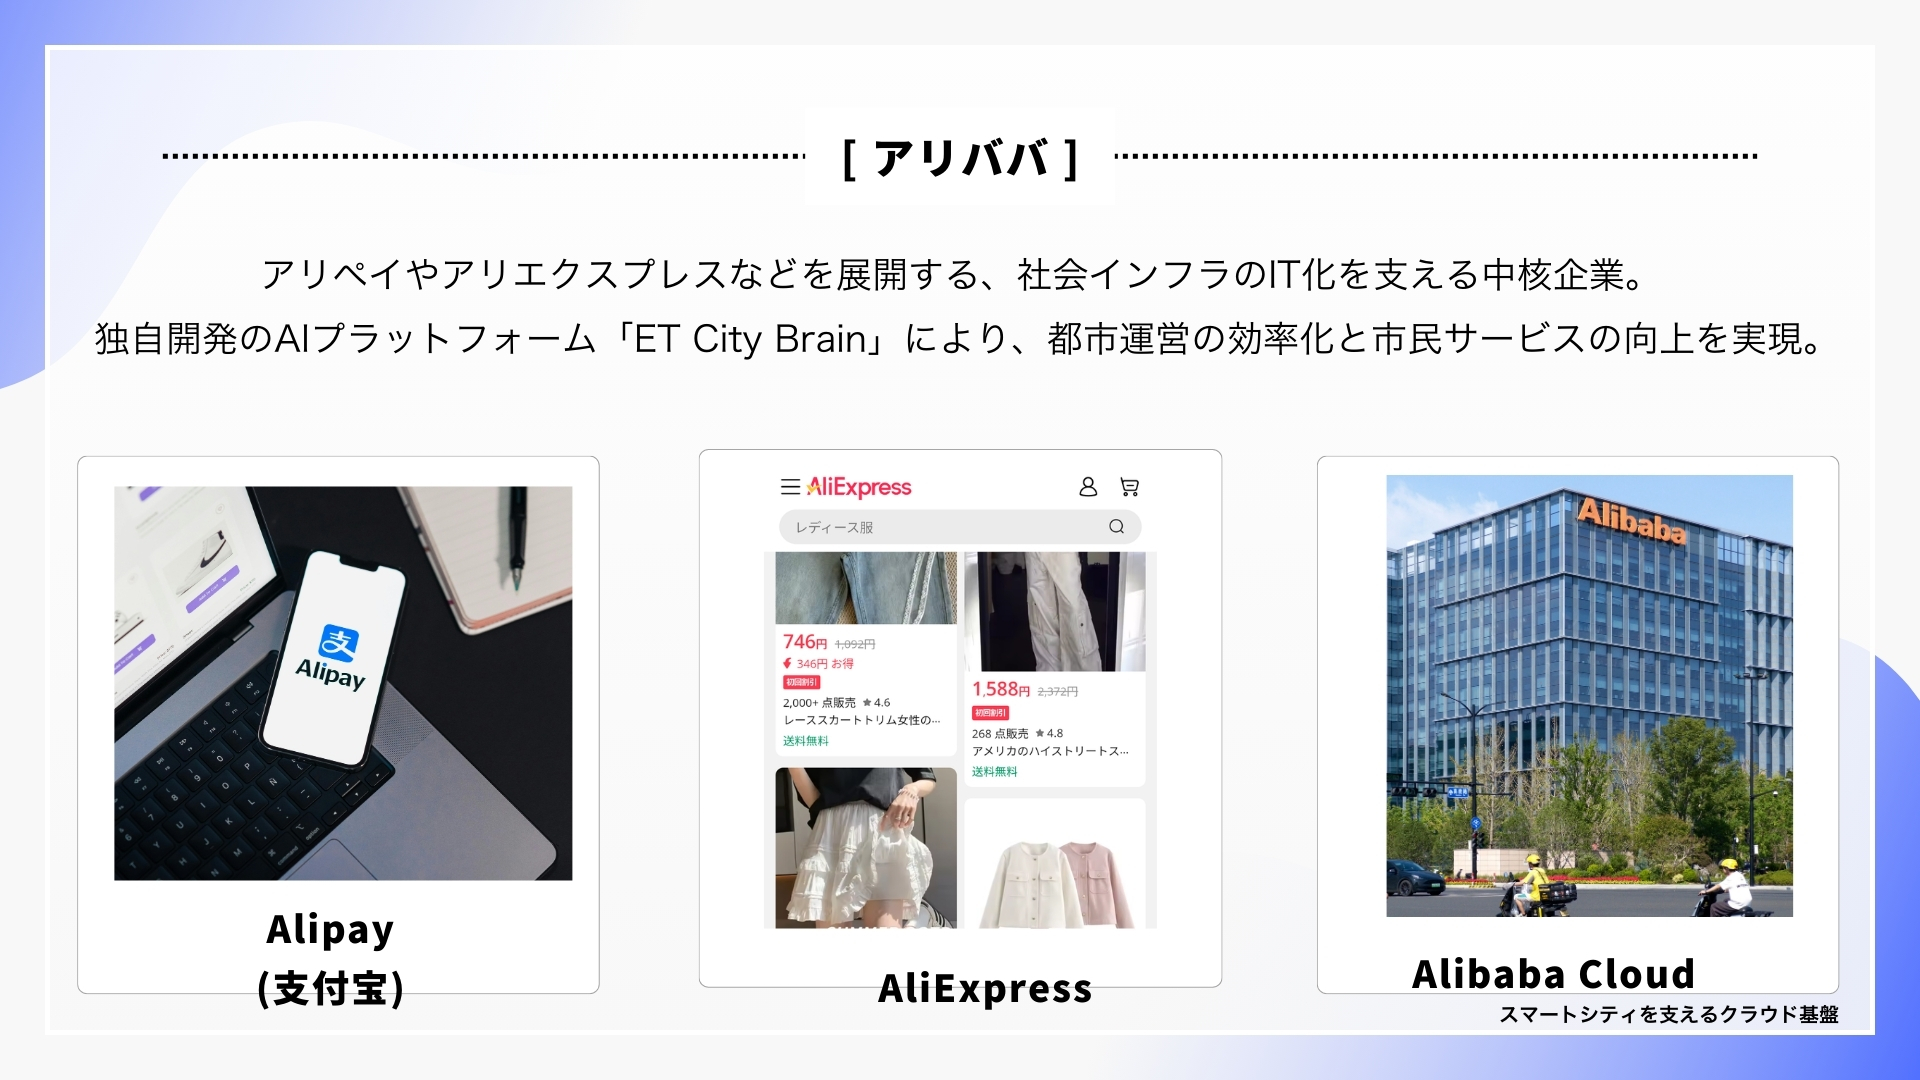 [ アリババ ]
アリペイやアリエクスプレスなどを展開する、社会インフラのIT化を支える中核企業。
独自開発のAIプラットフォーム「ET City Brain」により、都市運営の効率化と市民サービスの向上を実現。
支
Alipay
Alipay
(支付宝)
AliExpress
レディース服
746円 1,092円
346円 お得
初回割引
2,000+ 点販売 ★4.6
レーススカートトリム女性の...
送料無料
1,588円 2,372円
初回割引
268 点販売 ★4.8
アメリカのハイストリートス...
送料無料
AliExpress
Alibaba
Alibaba Cloud
スマートシティを支えるクラウド基盤